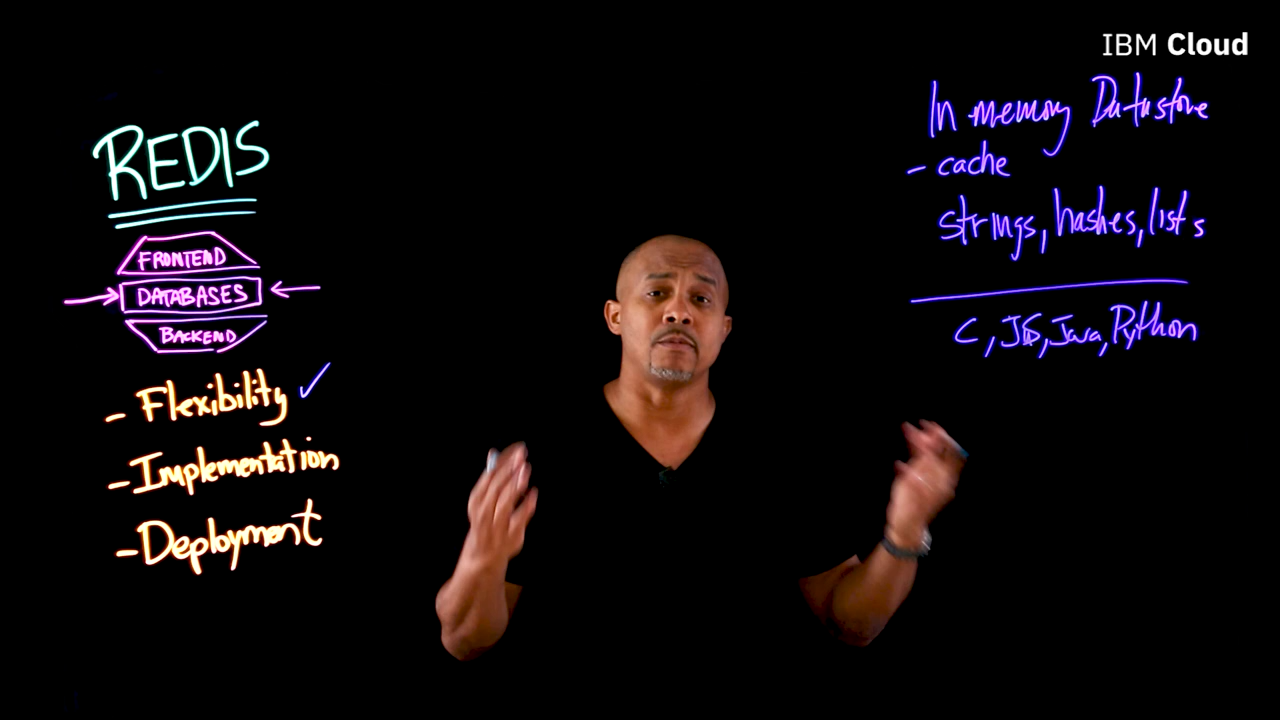 IBM Cloud
REDIS
FRONTEND
DATABASES
BACKEND
- Flexibility ✓
- Implementation
- Deployment
In memory Datastore
- cache
strings, hashes, lists
C, JS, Java, Python